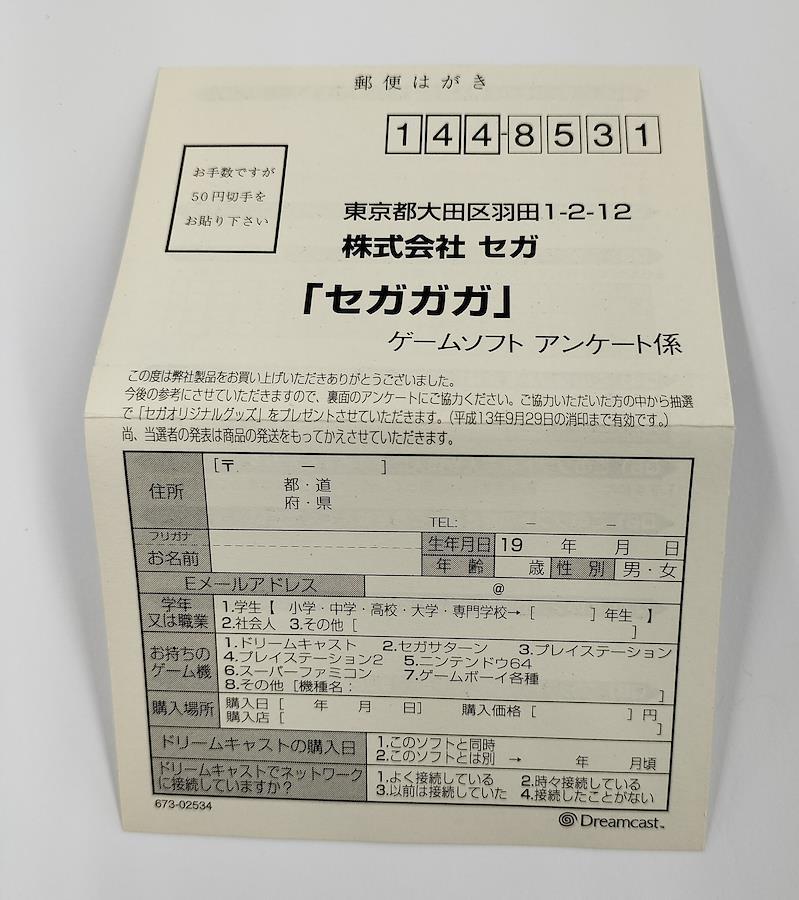 郵便はがき
144-8531
お手数ですが
50円切手を
お貼り下さい
東京都大田区羽田1-2-12
株式会社 セガ
「セガガガ」
ゲームソフト アンケート係
この度は弊社製品をお買い上げいただきありがとうございました。
今後の参考にさせていただきますので、裏面のアンケートにご協力ください。ご協力いただいた方の中から抽選
で「セガオリジナルグッズ」をプレゼントさせていただきます。(平成13年9月29日の消印まで有効です。)
尚、当選者の発表は商品の発送をもってかえさせていただきます。
住所 [〒 － ]
都・道
府・県
TEL: － －
フリガナ
お名前
生年月日 19 年 月 日
年齢 歳 性別 男・女
Eメールアドレス @
学年
又は職業
1.学生【 小学・中学・高校・大学・専門学校→ [ ] 年生 】
2.社会人 3.その他 [ ]
お持ちの
ゲーム機
1.ドリームキャスト 2.セガサターン 3.プレイステーション
4.プレイステーション2 5.ニンテンドウ64
6.スーパーファミコン 7.ゲームボーイ各種
8.その他 [機種名: ]
購入場所
購入日 [ 年 月 日] 購入価格 [ ] 円
購入店 [ ]
ドリームキャストの購入日
1.このソフトと同時
2.このソフトとは別 → 年 月頃
ドリームキャストでネットワーク
に接続していますか?
1.よく接続している 2.時々接続している
3.以前は接続していた 4.接続したことがない
673-02534
Dreamcast™